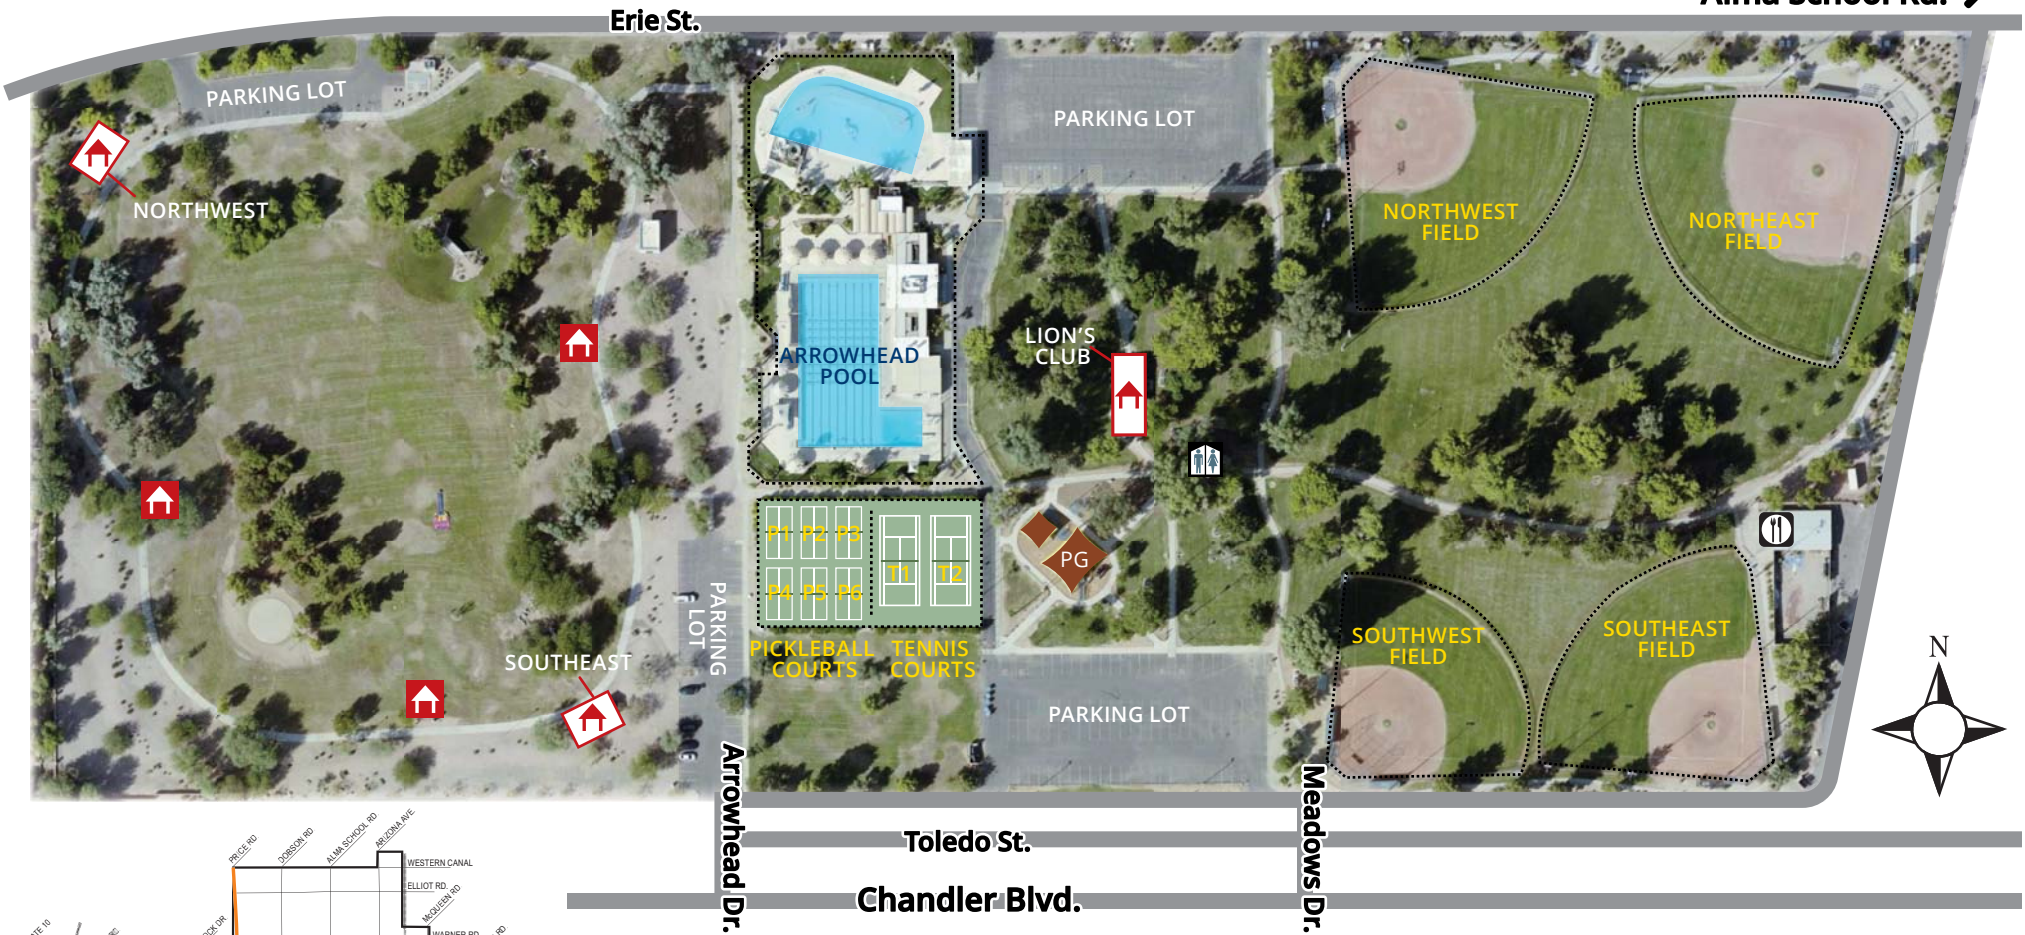 Erie St.
Alma School Rd.
PARKING LOT
PARKING LOT
NORTHWEST
NORTHWEST
FIELD
NORTHEAST
FIELD
LION'S
CLUB
ARROWHEAD
POOL
P1 P2 P3
T1 T2
P4 P5 P6
PG
PARKING
LOT
PICKLEBALL
COURTS
TENNIS
COURTS
SOUTHWEST
FIELD
SOUTHEAST
FIELD
SOUTHEAST
PARKING LOT
N
Arrowhead Dr.
Meadows Dr.
Toledo St.
Chandler Blvd.
PRICE RD
DOBSON RD
ALMA SCHOOL RD
ARIZONA AVE
WESTERN CANAL
ELLIOT RD.
McQUEEN RD
WARNER RD